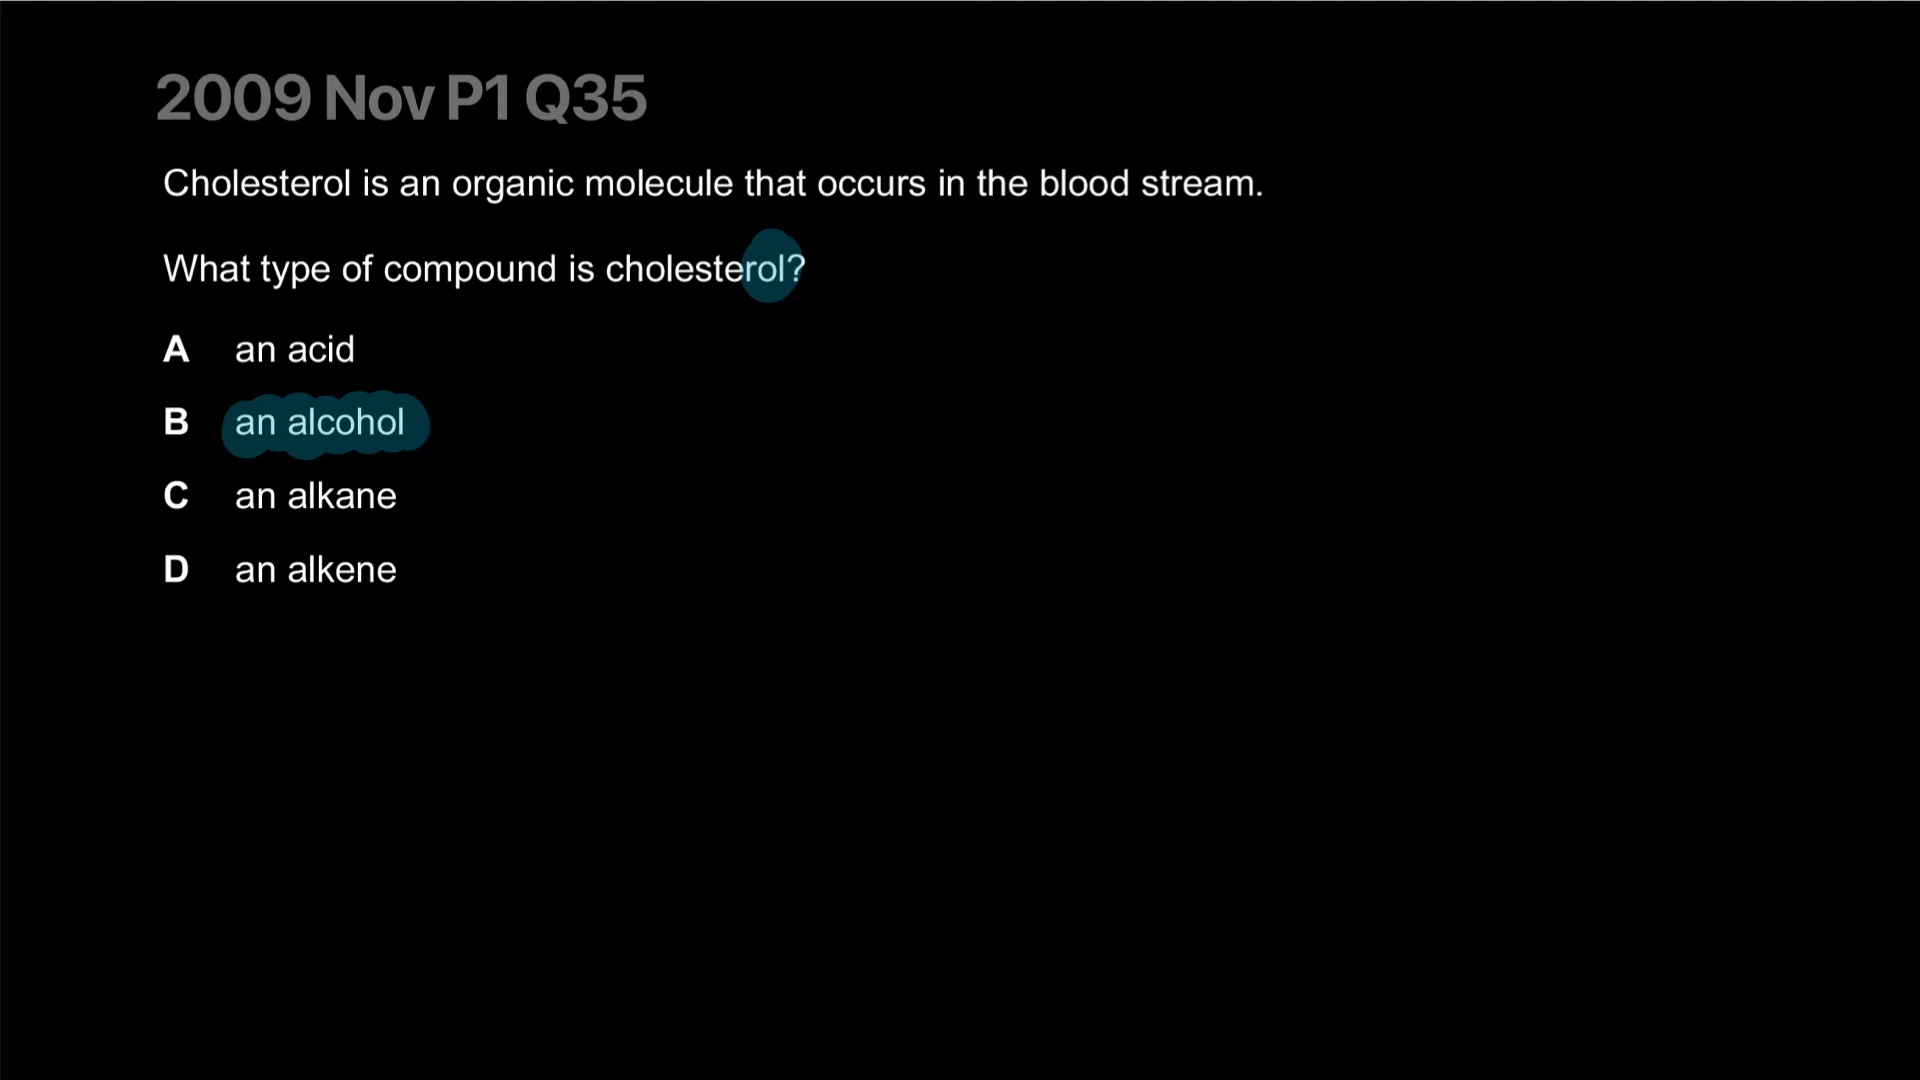 2009 Nov P1 Q35
Cholesterol is an organic molecule that occurs in the blood stream.
What type of compound is cholesterol?
A an acid
B an alcohol
C an alkane
D an alkene